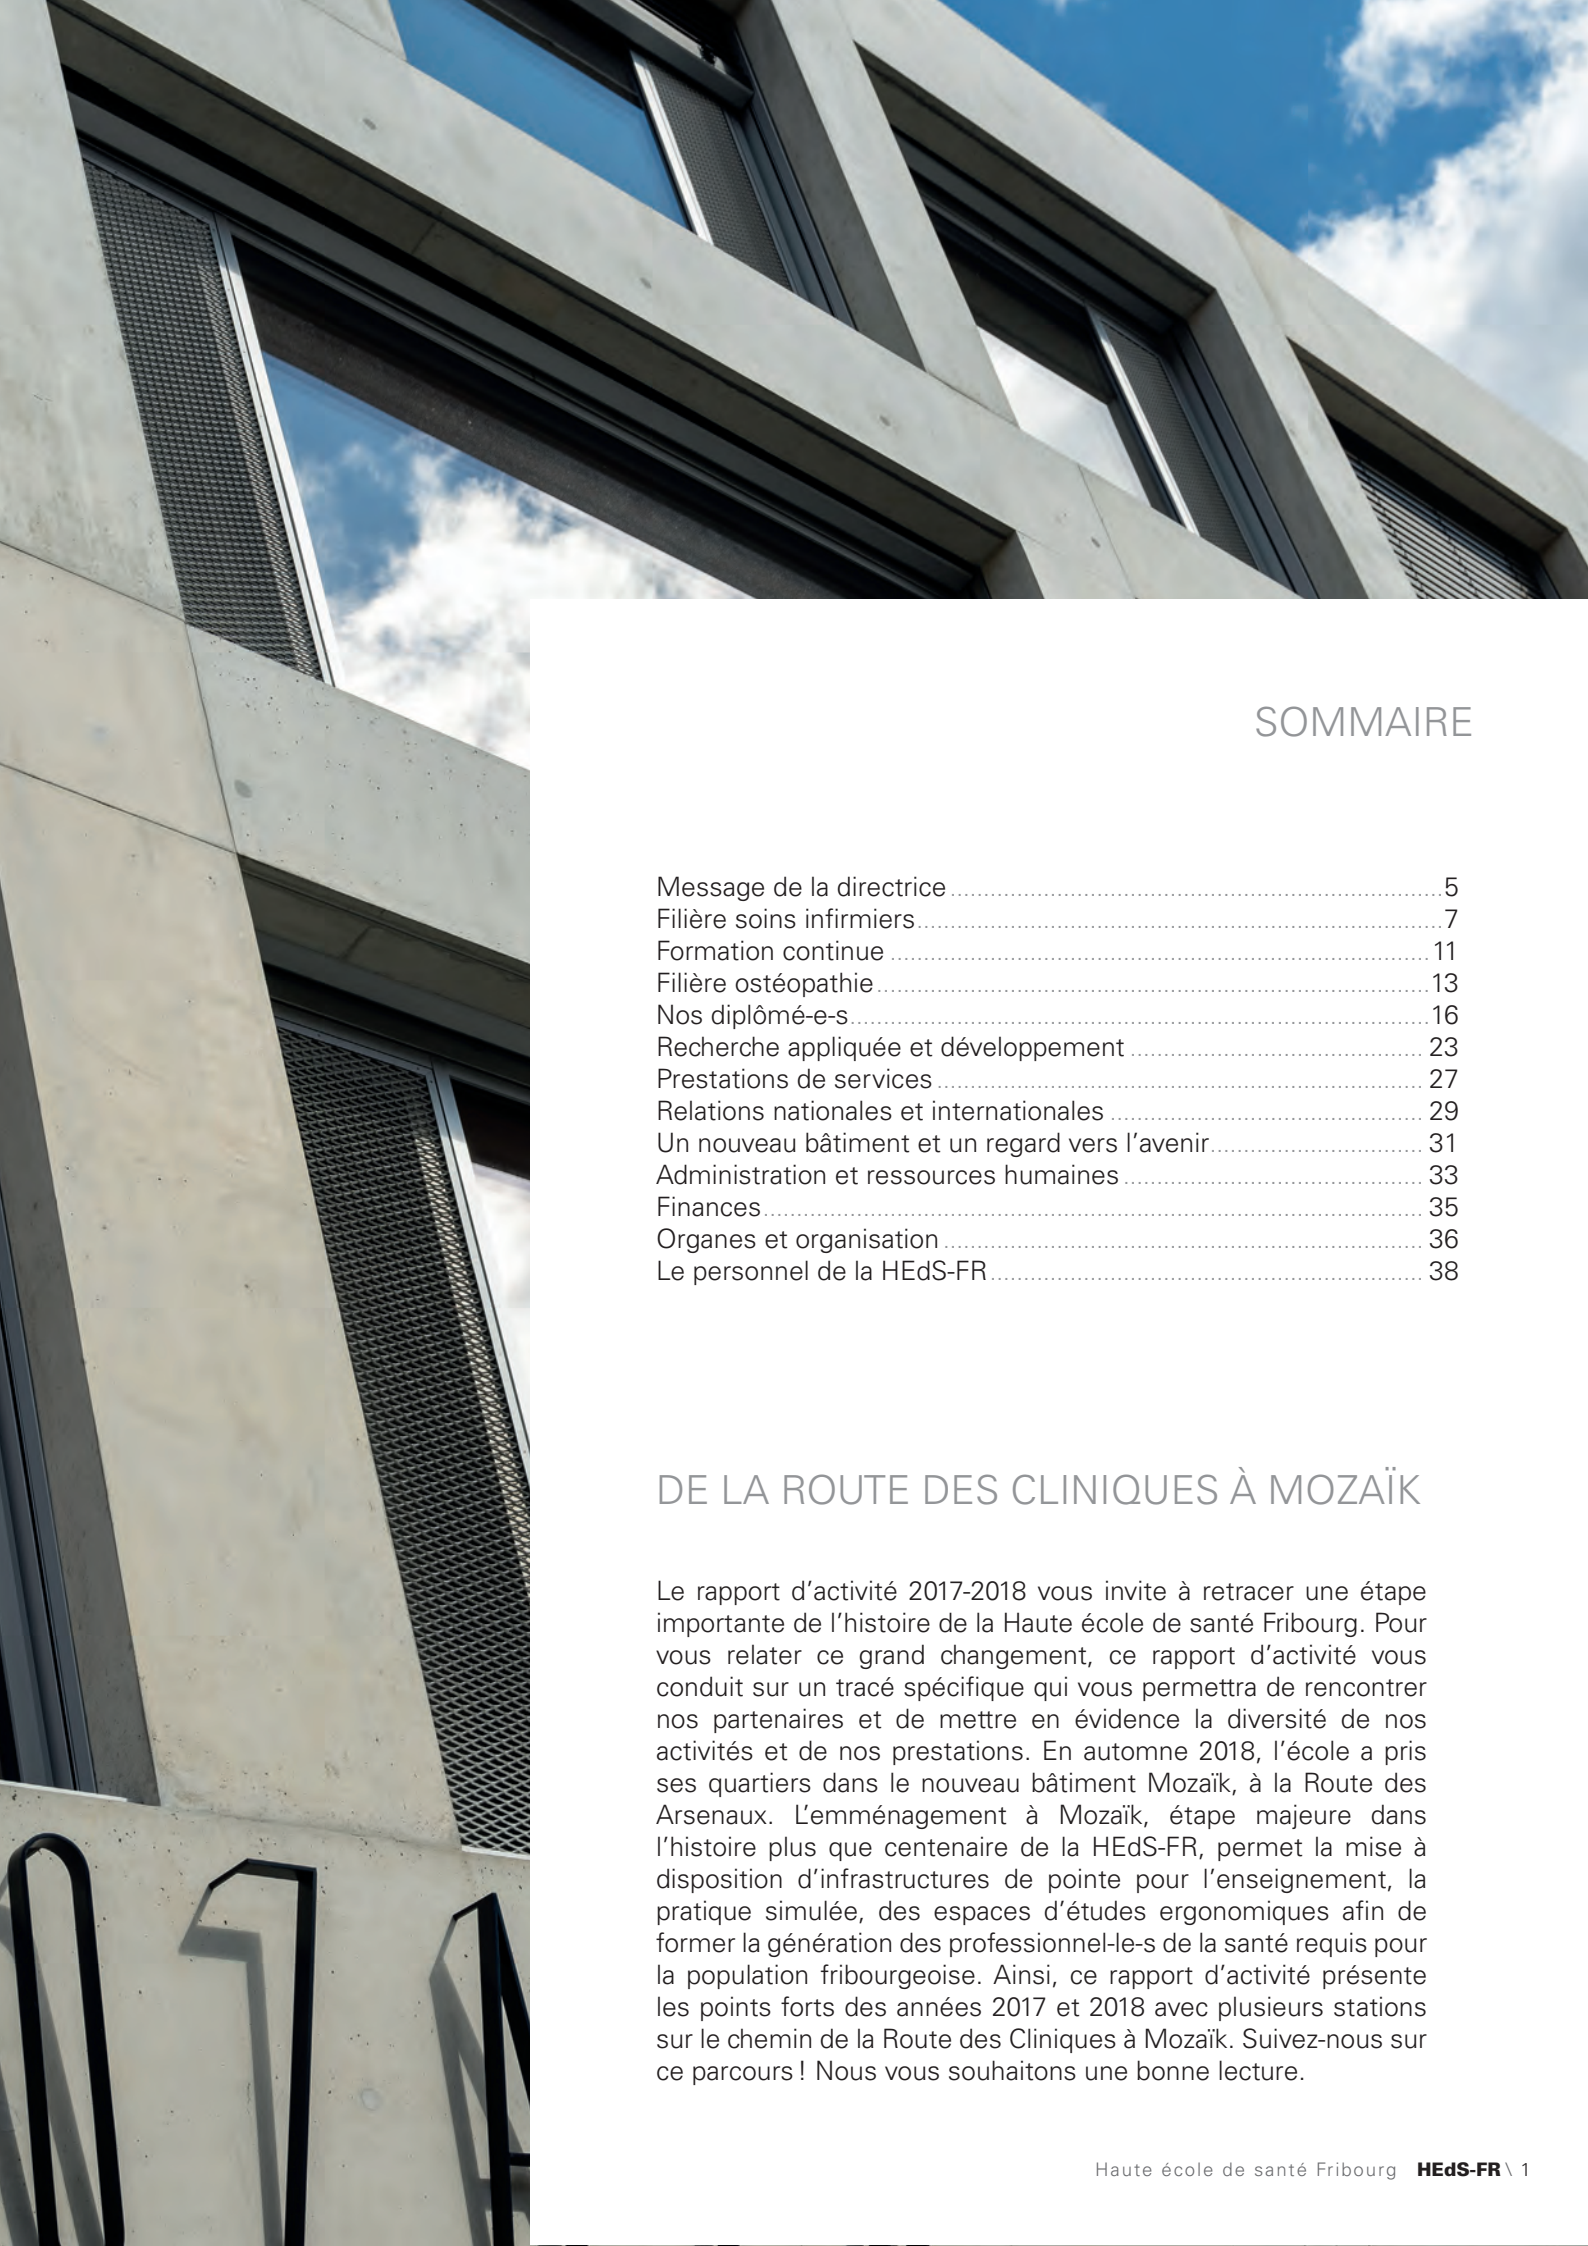 SOMMAIRE
Message de la directrice 5
Filière soins infirmiers 7
Formation continue 11
Filière ostéopathie 13
Nos diplômé-e-s 16
Recherche appliquée et développement 23
Prestations de services 27
Relations nationales et internationales 29
Un nouveau bâtiment et un regard vers l’avenir 31
Administration et ressources humaines 33
Finances 35
Organes et organisation 36
Le personnel de la HEdS-FR 38
DE LA ROUTE DES CLINIQUES À MOZAÏK
Le rapport d’activité 2017-2018 vous invite à retracer une étape
importante de l’histoire de la Haute école de santé Fribourg. Pour
vous relater ce grand changement, ce rapport d’activité vous
conduit sur un tracé spécifique qui vous permettra de rencontrer
nos partenaires et de mettre en évidence la diversité de nos
activités et de nos prestations. En automne 2018, l’école a pris
ses quartiers dans le nouveau bâtiment Mozaïk, à la Route des
Arsenaux. L’emménagement à Mozaïk, étape majeure dans
l’histoire plus que centenaire de la HEdS-FR, permet la mise à
disposition d’infrastructures de pointe pour l’enseignement, la
pratique simulée, des espaces d’études ergonomiques afin de
former la génération des professionnel-le-s de la santé requis pour
la population fribourgeoise. Ainsi, ce rapport d’activité présente
les points forts des années 2017 et 2018 avec plusieurs stations
sur le chemin de la Route des Cliniques à Mozaïk. Suivez-nous sur
ce parcours ! Nous vous souhaitons une bonne lecture.
Haute école de santé Fribourg HEdS-FR \ 1